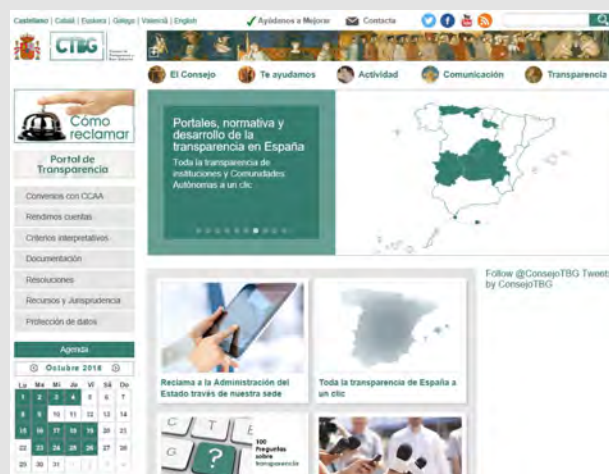 Castellano | Català | Euskera | Galego | Valencià | English
Ayúdanos a Mejorar
Contacta
CTBG
El Consejo
Te ayudamos
Actividad
Comunicación
Transparencia
Cómo
reclamar
Portal de
Transparencia
Convenios con CCAA
Rendimos cuentas
Criterios interpretativos
Documentación
Resoluciones
Recursos y Jurisprudencia
Protección de datos
Agenda
Octubre 2018
Lu Ma Mi Ju Vi Sá Do
1 2 3 4 5 6 7
8 9 10 11 12 13 14
15 16 17 18 19 20 21
22 23 24 25 26 27 28
29 30 31
Portales, normativa y
desarrollo de la
transparencia en España
Toda la transparencia de
instituciones y Comunidades
Autónomas a un clic
Follow @ConsejoTBG Tweets
by ConsejoTBG
Reclama a la Administración del
Estado través de nuestra sede
Toda la transparencia de España a
un clic
C T E
G ?
100
Preguntas
sobre
transparencia